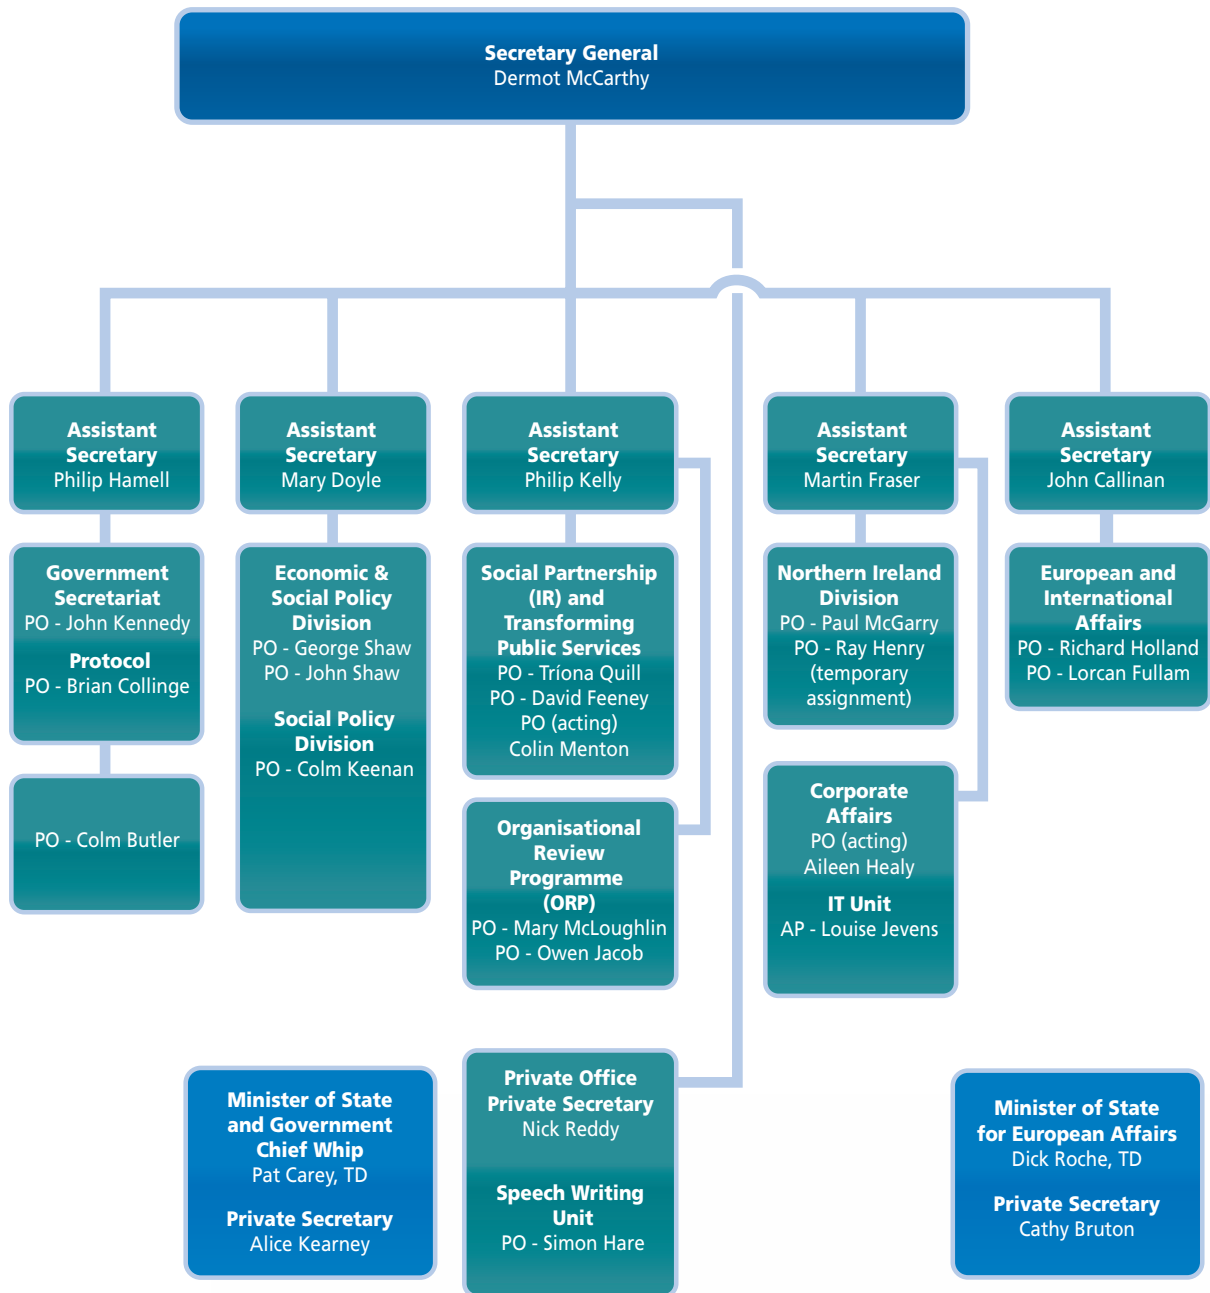 Secretary General
Dermot McCarthy
Assistant
Secretary
Philip Hamell
Assistant
Secretary
Mary Doyle
Assistant
Secretary
Philip Kelly
Assistant
Secretary
Martin Fraser
Assistant
Secretary
John Callinan
Government
Secretariat
PO - John Kennedy
Protocol
PO - Brian Collinge
Economic &
Social Policy
Division
PO - George Shaw
PO - John Shaw
Social Policy
Division
PO - Colm Keenan
Social Partnership
(IR) and
Transforming
Public Services
PO - Tríona Quill
PO - David Feeney
PO (acting)
Colin Menton
Northern Ireland
Division
PO - Paul McGarry
PO - Ray Henry
(temporary
assignment)
European and
International
Affairs
PO - Richard Holland
PO - Lorcan Fullam
PO - Colm Butler
Organisational
Review
Programme
(ORP)
PO - Mary McLoughlin
PO - Owen Jacob
Corporate
Affairs
PO (acting)
Aileen Healy
IT Unit
AP - Louise Jevens
Minister of State
and Government
Chief Whip
Pat Carey, TD
Private Secretary
Alice Kearney
Private Office
Private Secretary
Nick Reddy
Speech Writing
Unit
PO - Simon Hare
Minister of State
for European Affairs
Dick Roche, TD
Private Secretary
Cathy Bruton